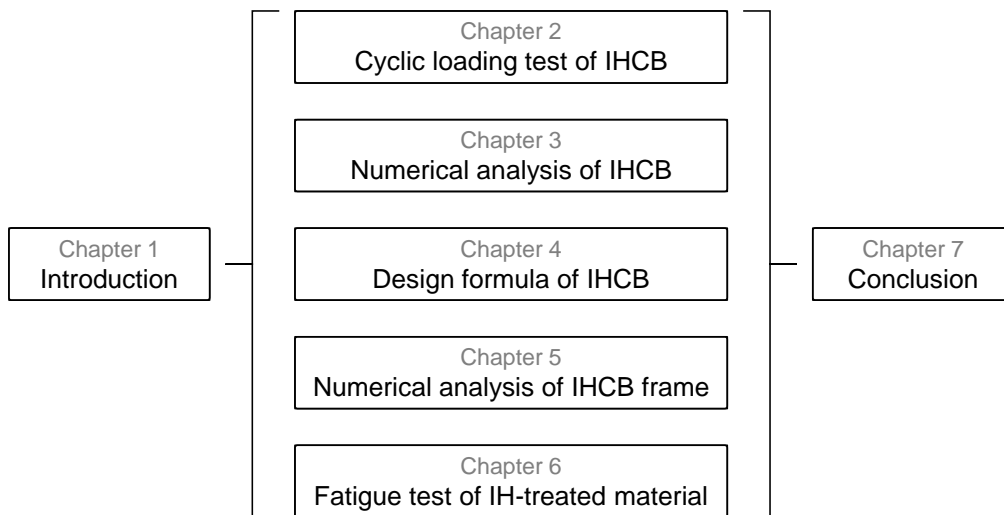 Chapter 1
Introduction
Chapter 2
Cyclic loading test of IHCB
Chapter 3
Numerical analysis of IHCB
Chapter 4
Design formula of IHCB
Chapter 5
Numerical analysis of IHCB frame
Chapter 6
Fatigue test of IH-treated material
Chapter 7
Conclusion